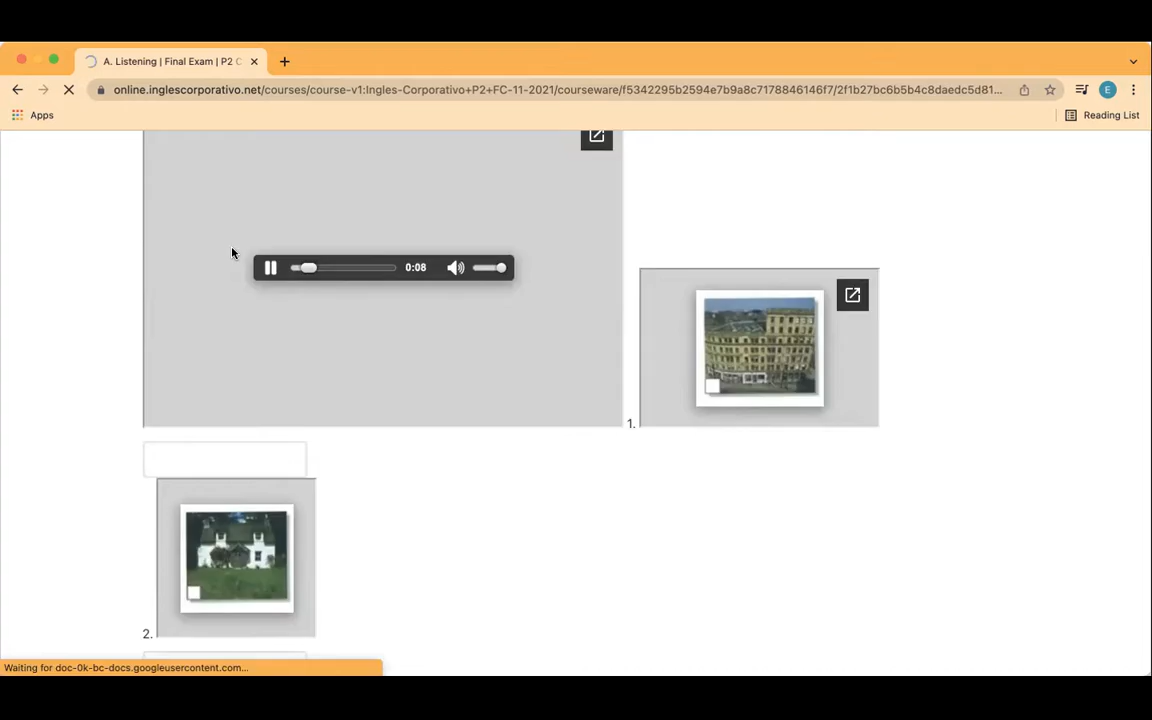 A. Listening | Final Exam | P2 C
online.inglescorporativo.net/courses/course-v1:Ingles-Corporativo+P2+FC-11-2021/courseware/f5342295b2594e7b9a8c7178846146f7/2f1b27bc6b5b4c8daedc5d81...
E
Apps
Reading List
0:08
1.
2.
Waiting for doc-0k-bc-docs.googleusercontent.com...